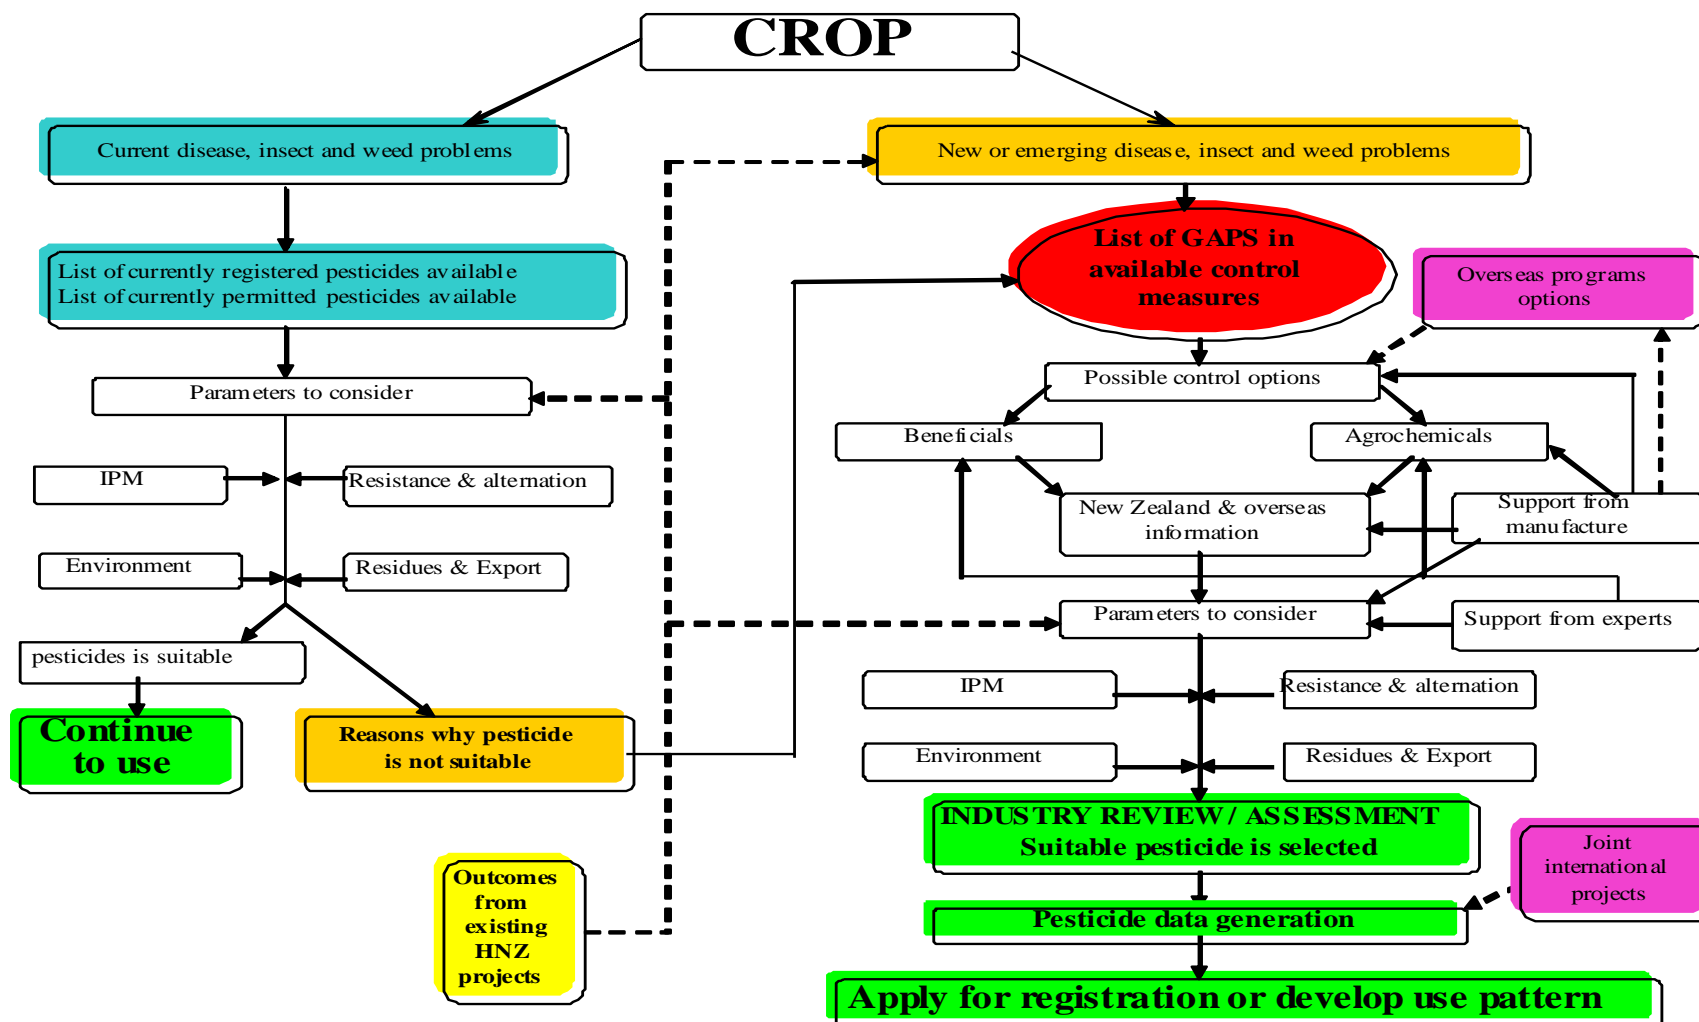 CROP
Current disease, insect and weed problems
New or emerging disease, insect and weed problems
List of currently registered pesticides available
List of currently permitted pesticides available
List of GAPS in
available control
measures
Overseas programs
options
Parameters to consider
Possible control options
Beneficials
Agrochemicals
IPM
Resistance & alternation
New Zealand & overseas
information
Support from
manufacture
Environment
Residues & Export
Parameters to consider
Support from experts
pesticides is suitable
IPM
Resistance & alternation
Continue
to use
Reasons why pesticide
is not suitable
Environment
Residues & Export
INDUSTRY REVIEW / ASSESSMENT
Suitable pesticide is selected
Joint
international
projects
Outcomes
from
existing
HNZ
projects
Pesticide data generation
Apply for registration or develop use pattern